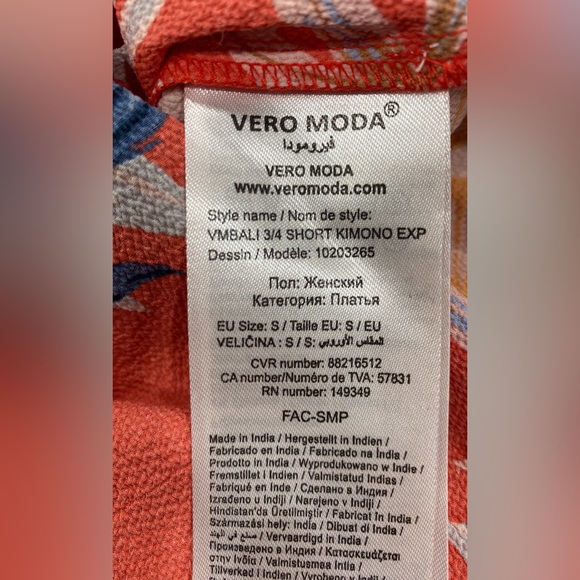 VERO MODA®
فيرومودا
VERO MODA
www.veromoda.com
Style name / Nom de style:
VMBALI 3/4 SHORT KIMONO EXP
Dessin / Modèle: 10203265
Пол: Женский
Категория: Платья
EU Size: S / Taille EU: S / EU
VELIČINA : S / S: المقاس الأوروبي
CVR number: 88216512
CA number/Numéro de TVA: 57831
RN number: 149349
FAC-SMP
Made in India / Hergestellt in Indien /
Fabricado en India / Fabricado na Índia /
Prodotto in India / Wyprodukowano w Indie /
Fremstillet i Indien / Valmistatud Indias /
Fabriqué en Inde / Сделано в Индия /
Izrađeno u Indiji / Narejeno v Indiji /
Hindistan'da Üretilmiştir / Fabricat în India /
Származási hely: India / Dibuat di India /
صنع في الهند / Vervaardigd in India /
Произведено в Индия / Κατασκευάζεται
στην Ινδία / Valmistettu Intia /
Tillverkad i Indien / Vyrobeno v Indii /